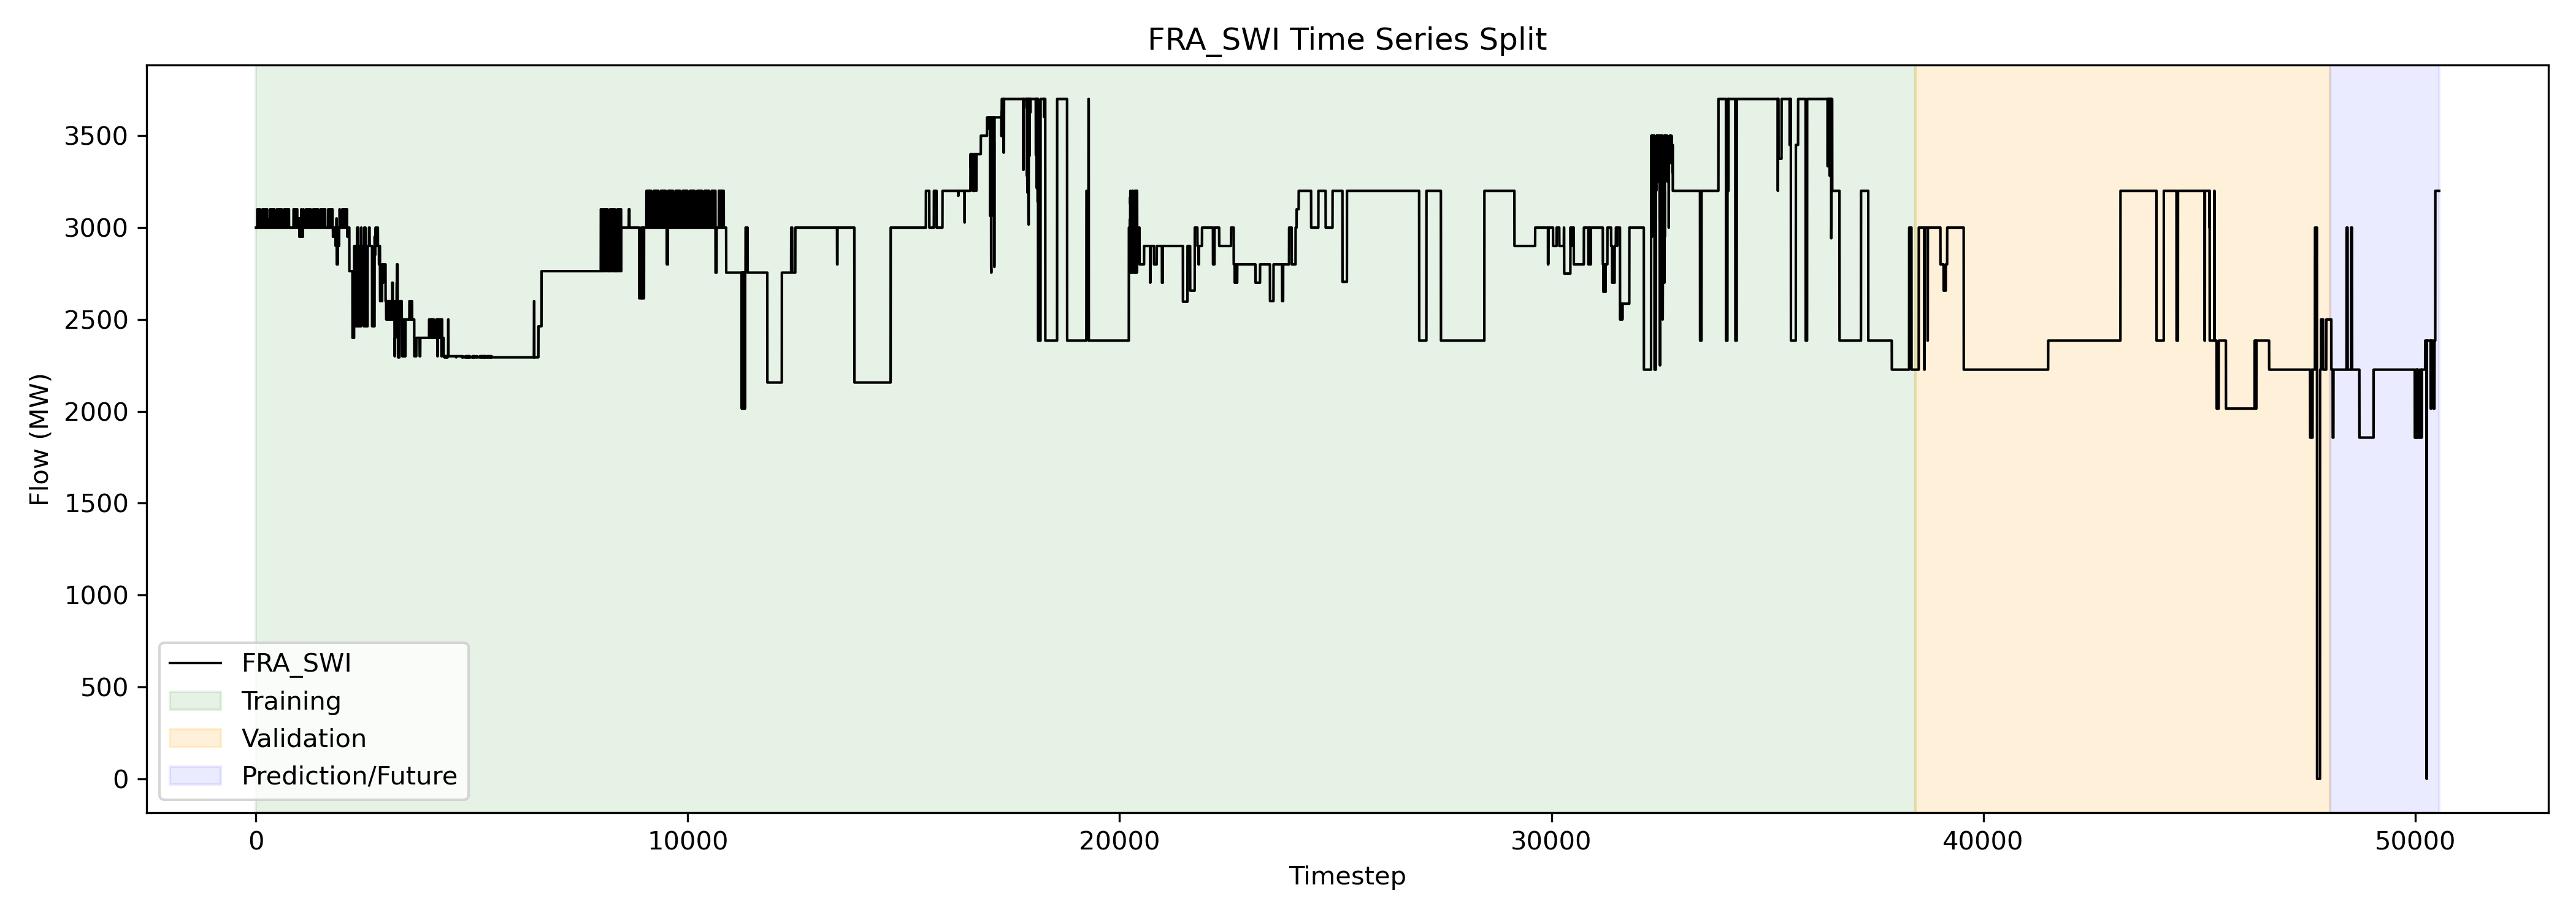 FRA_SWI Time Series Split
Flow (MW)
3500
3000
2500
2000
1500
1000
500
0
FRA_SWI
Training
Validation
Prediction/Future
0
10000
20000
30000
40000
50000
Timestep